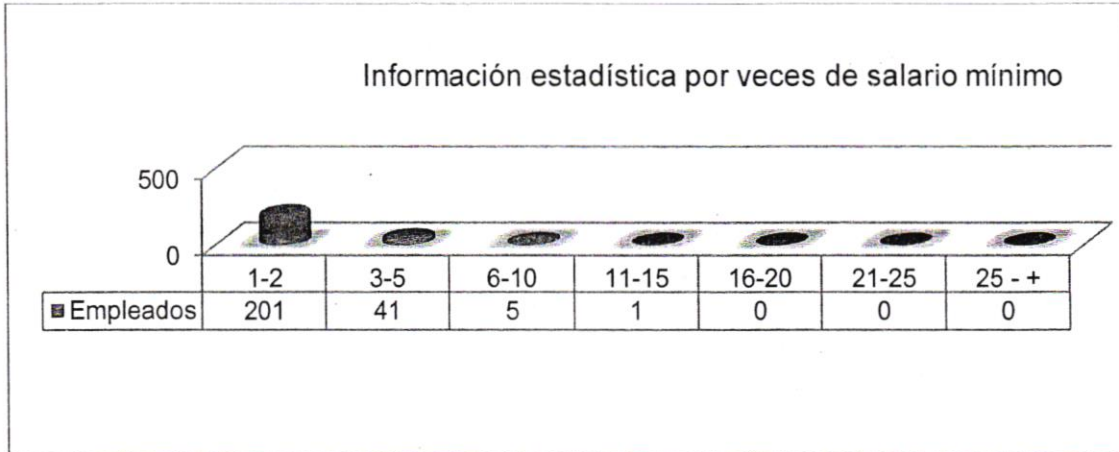 Información estadística por veces de salario mínimo
500
0
1-2 3-5 6-10 11-15 16-20 21-25 25 - +
Empleados 201 41 5 1 0 0 0